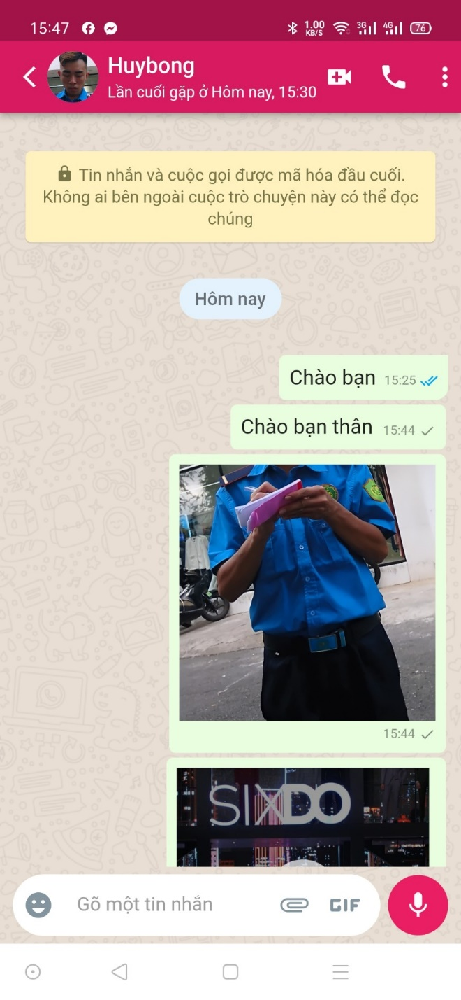 15:47
1.00 KB/S 3G 4G 76
Huybong
Lần cuối gặp ở Hôm nay, 15:30
Tin nhắn và cuộc gọi được mã hóa đầu cuối.
Không ai bên ngoài cuộc trò chuyện này có thể đọc
chúng
Hôm nay
Chào bạn 15:25
Chào bạn thân 15:44
15:44
SIXDO
Gõ một tin nhắn GIF